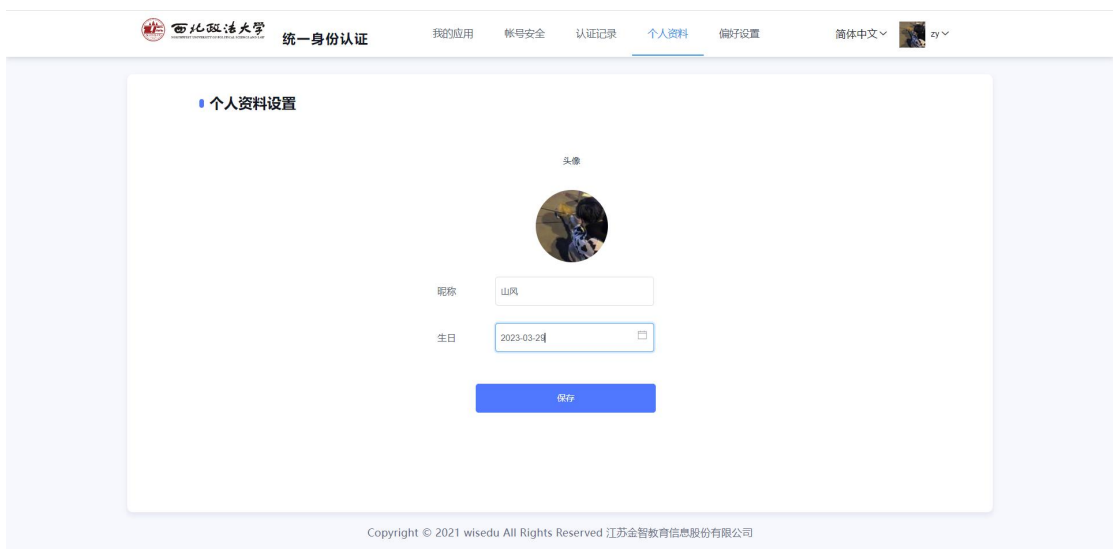 西北政法大学 统一身份认证 我的应用 帐号安全 认证记录 个人资料 偏好设置 简体中文 zy
个人资料设置
头像
昵称 山风
生日 2023-03-29
保存
Copyright © 2021 wisedu All Rights Reserved 江苏金智教育信息股份有限公司